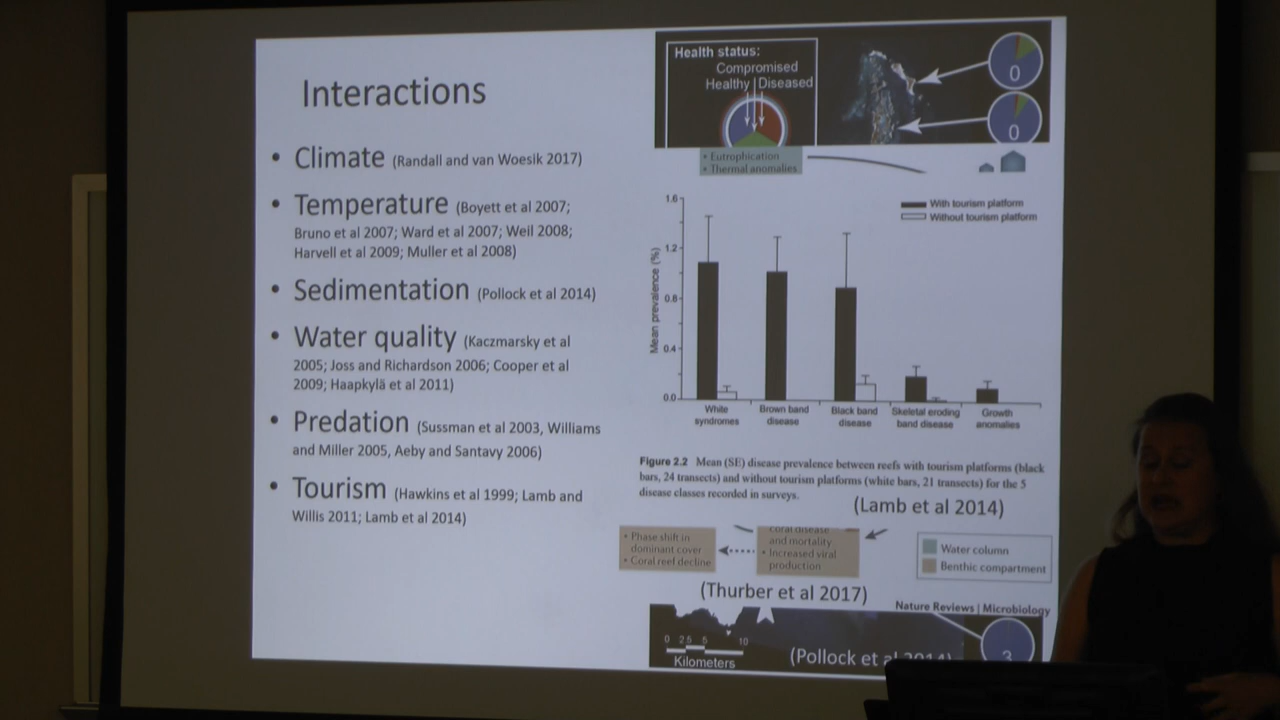 Interactions
• Climate (Randall and van Woesik 2017)
• Temperature (Boyett et al 2007;
Bruno et al 2007; Ward et al 2007; Weil 2008;
Harvell et al 2009; Muller et al 2008)
• Sedimentation (Pollock et al 2014)
• Water quality (Kaczmarsky et al
2005; Joss and Richardson 2006; Cooper et al
2009; Haapkylä et al 2011)
• Predation (Sussman et al 2003, Williams
and Miller 2005, Aeby and Santavy 2006)
• Tourism (Hawkins et al 1999; Lamb and
Willis 2011; Lamb et al 2014)
Health status:
Compromised
Healthy | Diseased
0
0
• Eutrophication
• Thermal anomalies
With tourism platform
Without tourism platform
Mean prevalence (%)
1.6
1.2
0.8
0.4
0.0
White
syndromes
Brown band
disease
Black band
disease
Skeletal eroding
band disease
Growth
anomalies
Figure 2.2 Mean (SE) disease prevalence between reefs with tourism platforms (black
bars, 24 transects) and without tourism platforms (white bars, 21 transects) for the 5
disease classes recorded in surveys.
(Lamb et al 2014)
• Phase shift in
dominant cover
• Coral reef decline
coral disease
and mortality
• Increased viral
production
Water column
Benthic compartment
(Thurber et al 2017)
Nature Reviews | Microbiology
0 2.5 5 10
Kilometers
(Pollock et al 2014)
3